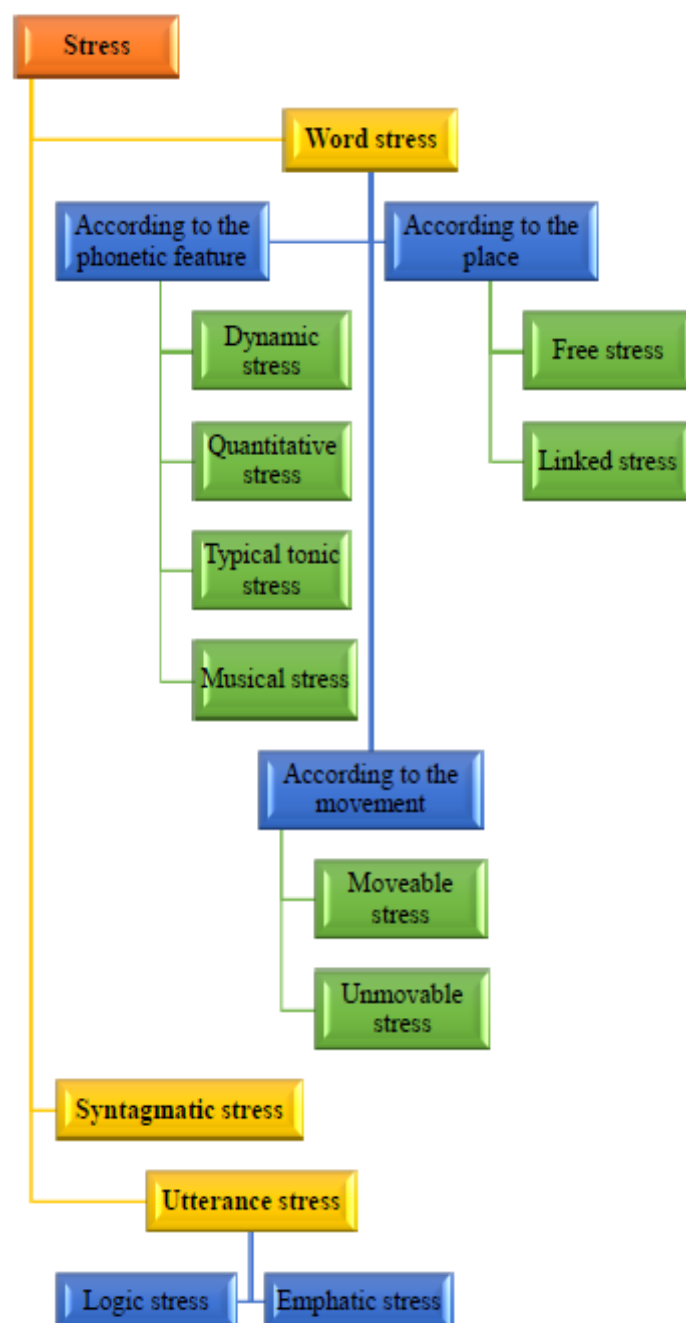 Stress
Word stress
According to the
phonetic feature
According to the
place
Dynamic
stress
Free stress
Quantitative
stress
Linked stress
Typical tonic
stress
Musical stress
According to the
movement
Moveable
stress
Unmovable
stress
Syntagmatic stress
Utterance stress
Logic stress
Emphatic stress